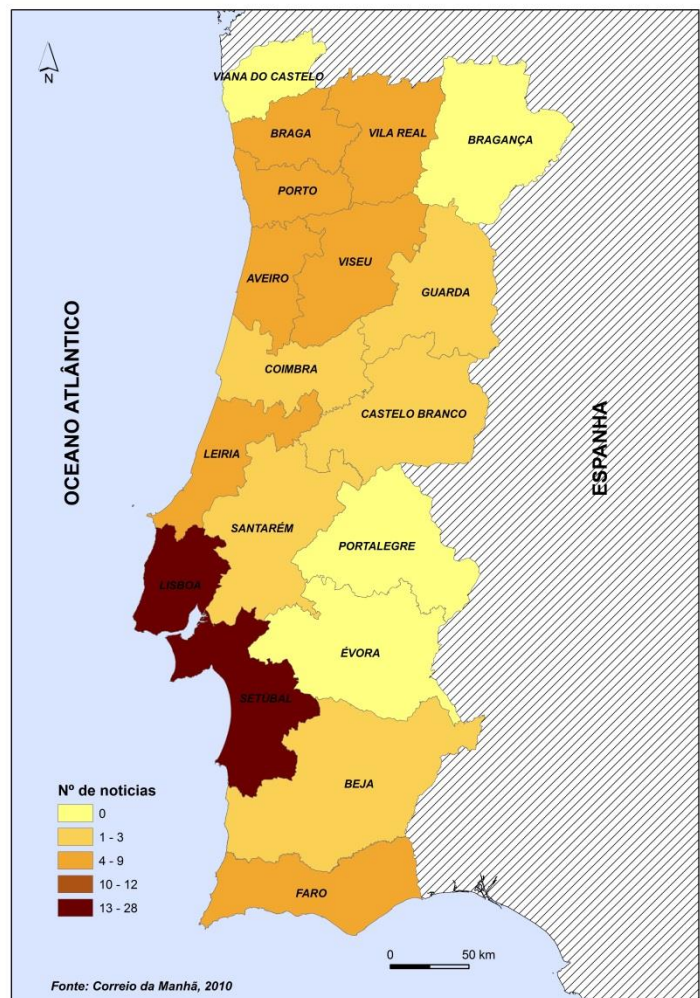 N
VIANA DO CASTELO
BRAGA
VILA REAL
BRAGANÇA
PORTO
AVEIRO
VISEU
GUARDA
COIMBRA
CASTELO BRANCO
LEIRIA
SANTARÉM
PORTALEGRE
LISBOA
ÉVORA
SETÚBAL
BEJA
FARO
OCEANO ATLÂNTICO
ESPANHA
Nº de noticias
0
1 - 3
4 - 9
10 - 12
13 - 28
0 50 km
Fonte: Correio da Manhã, 2010